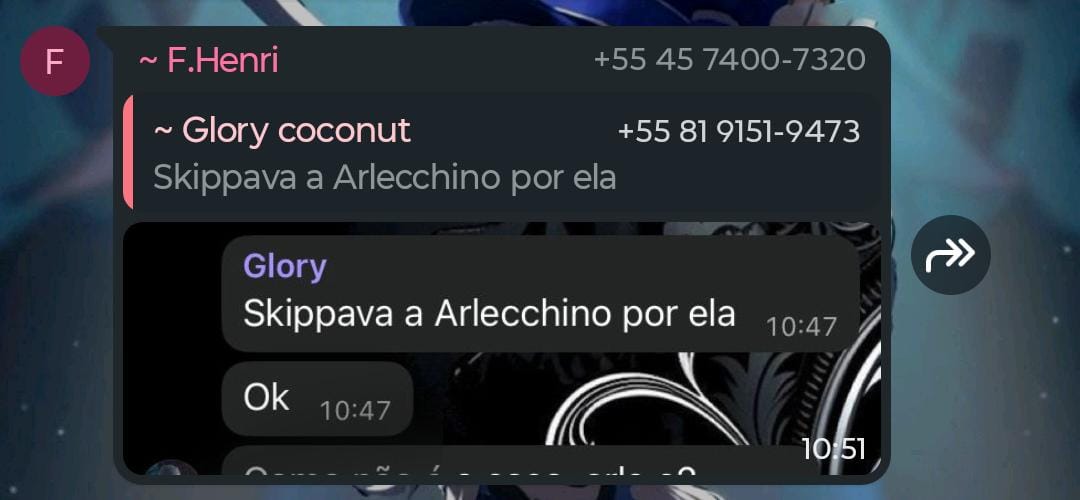 F
~ F.Henri +55 45 7400-7320
~ Glory coconut +55 81 9151-9473
Skippava a Arlecchino por ela
Glory
Skippava a Arlecchino por ela 10:47
Ok 10:47
10:51